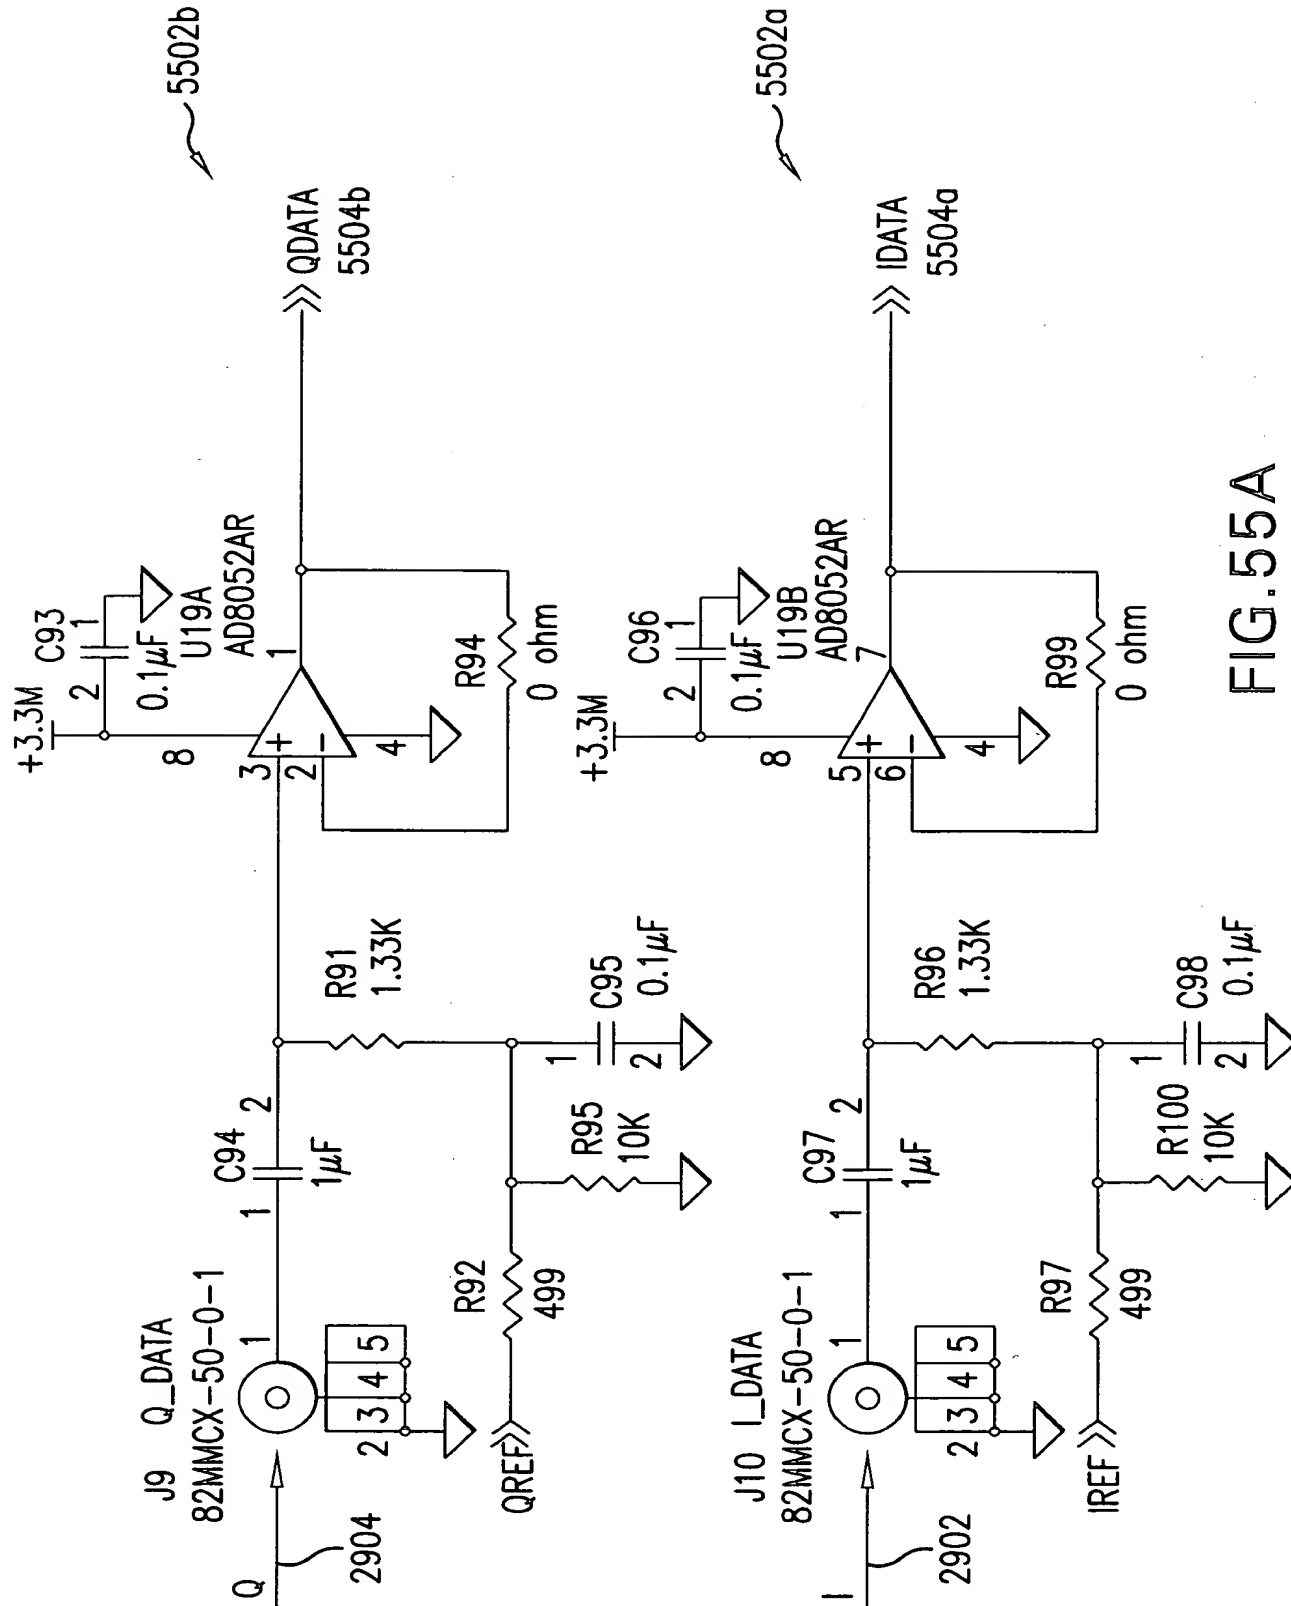 5502b
Q
2904
J9 Q_DATA
82MMCX-50-0-1
1
2 3 4 5
1
C94
1µF
2
QREF
R92
499
R95
10K
R91
1.33K
1
C95
0.1µF
2
+3.3M
C93
2 1
0.1µF
8
U19A
AD8052AR
3 +
2 −
1
4
R94
0 ohm
QDATA
5504b
5502a
I
2902
J10 I_DATA
82MMCX-50-0-1
1
2 3 4 5
1
C97
1µF
2
IREF
R97
499
R100
10K
R96
1.33K
1
C98
0.1µF
2
+3.3M
C96
2 1
0.1µF
8
U19B
AD8052AR
5 +
6 −
7
4
R99
0 ohm
IDATA
5504a
FIG.55A